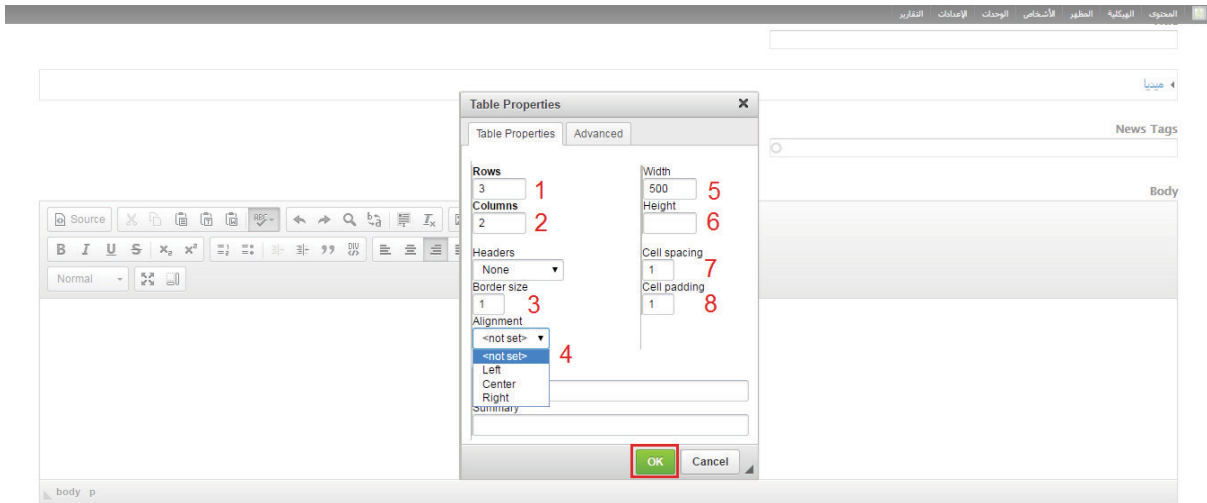 المحتوى الهيكلية المظهر الأشخاص الوحدات الإعدادات التقارير
ميديا
News Tags
Body
Source
B I U S x₂ x²
Normal
body p
Table Properties
Table Properties Advanced
Rows
3 1
Columns
2 2
Headers
None
Border size
1 3
Alignment
<not set>
<not set> 4
Left
Center
Right
Summary
Width
500 5
Height
6
Cell spacing
1 7
Cell padding
1 8
OK Cancel